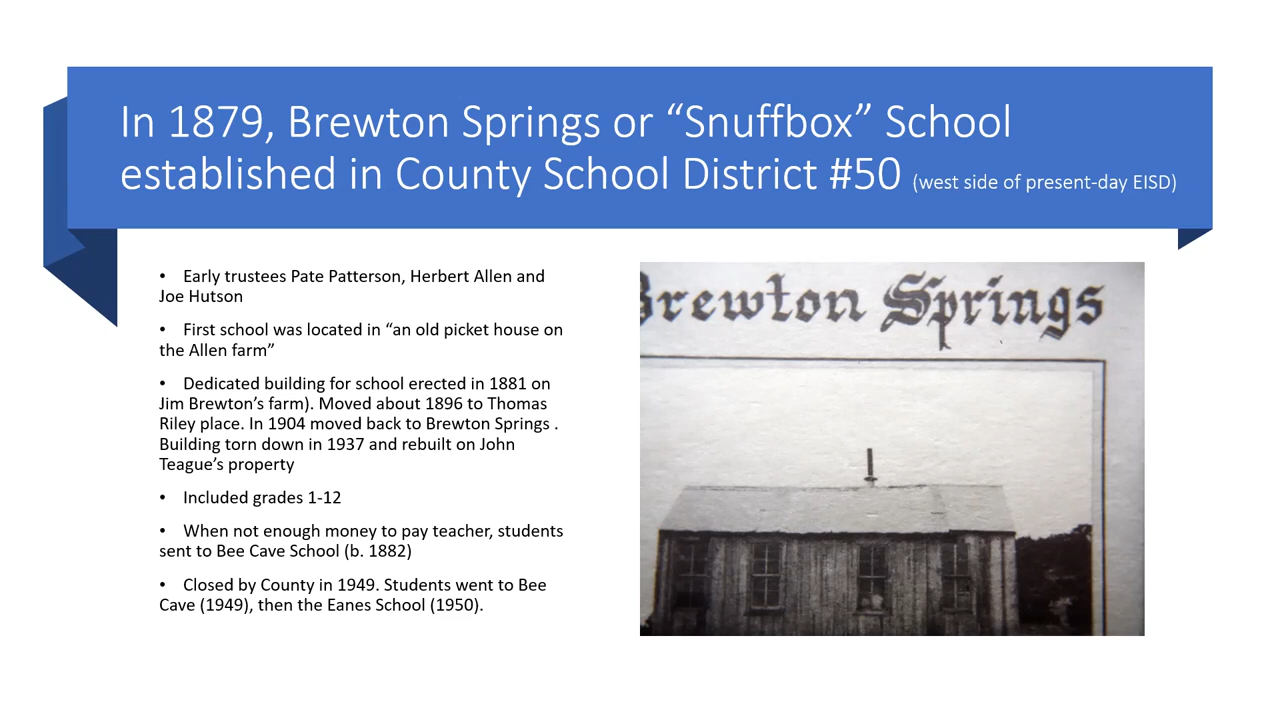 In 1879, Brewton Springs or “Snuffbox” School
established in County School District #50 (west side of present-day EISD)
• Early trustees Pate Patterson, Herbert Allen and
Joe Hutson
• First school was located in “an old picket house on
the Allen farm”
• Dedicated building for school erected in 1881 on
Jim Brewton’s farm). Moved about 1896 to Thomas
Riley place. In 1904 moved back to Brewton Springs .
Building torn down in 1937 and rebuilt on John
Teague’s property
• Included grades 1-12
• When not enough money to pay teacher, students
sent to Bee Cave School (b. 1882)
• Closed by County in 1949. Students went to Bee
Cave (1949), then the Eanes School (1950).
Brewton Springs